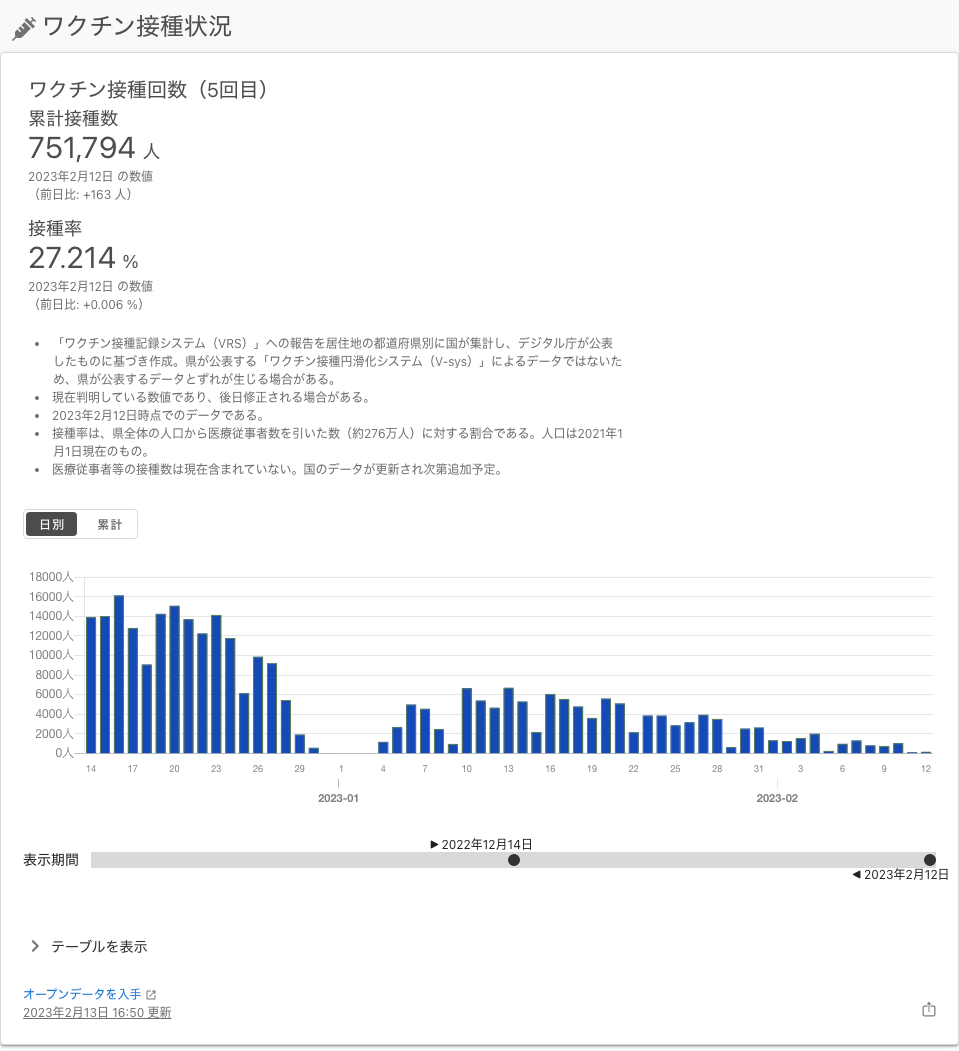 ワクチン接種状況
ワクチン接種回数（5回目）
累計接種数
751,794 人
2023年2月12日 の数値
（前日比: +163 人）
接種率
27.214 %
2023年2月12日 の数値
（前日比: +0.006 %）
• 「ワクチン接種記録システム（VRS）」への報告を居住地の都道府県別に国が集計し、デジタル庁が公表
したものに基づき作成。県が公表する「ワクチン接種円滑化システム（V-sys）」によるデータではないた
め、県が公表するデータとずれが生じる場合がある。
• 現在判明している数値であり、後日修正される場合がある。
• 2023年2月12日時点でのデータである。
• 接種率は、県全体の人口から医療従事者数を引いた数（約276万人）に対する割合である。人口は2021年1
月1日現在のもの。
• 医療従事者等の接種数は現在含まれていない。国のデータが更新され次第追加予定。
日別 累計
18000人
16000人
14000人
12000人
10000人
8000人
6000人
4000人
2000人
0人
14 17 20 23 26 29 1 4 7 10 13 16 19 22 25 28 31 3 6 9 12
2023-01 2023-02
▶ 2022年12月14日
表示期間
◀ 2023年2月12日
テーブルを表示
オープンデータを入手
2023年2月13日 16:50 更新